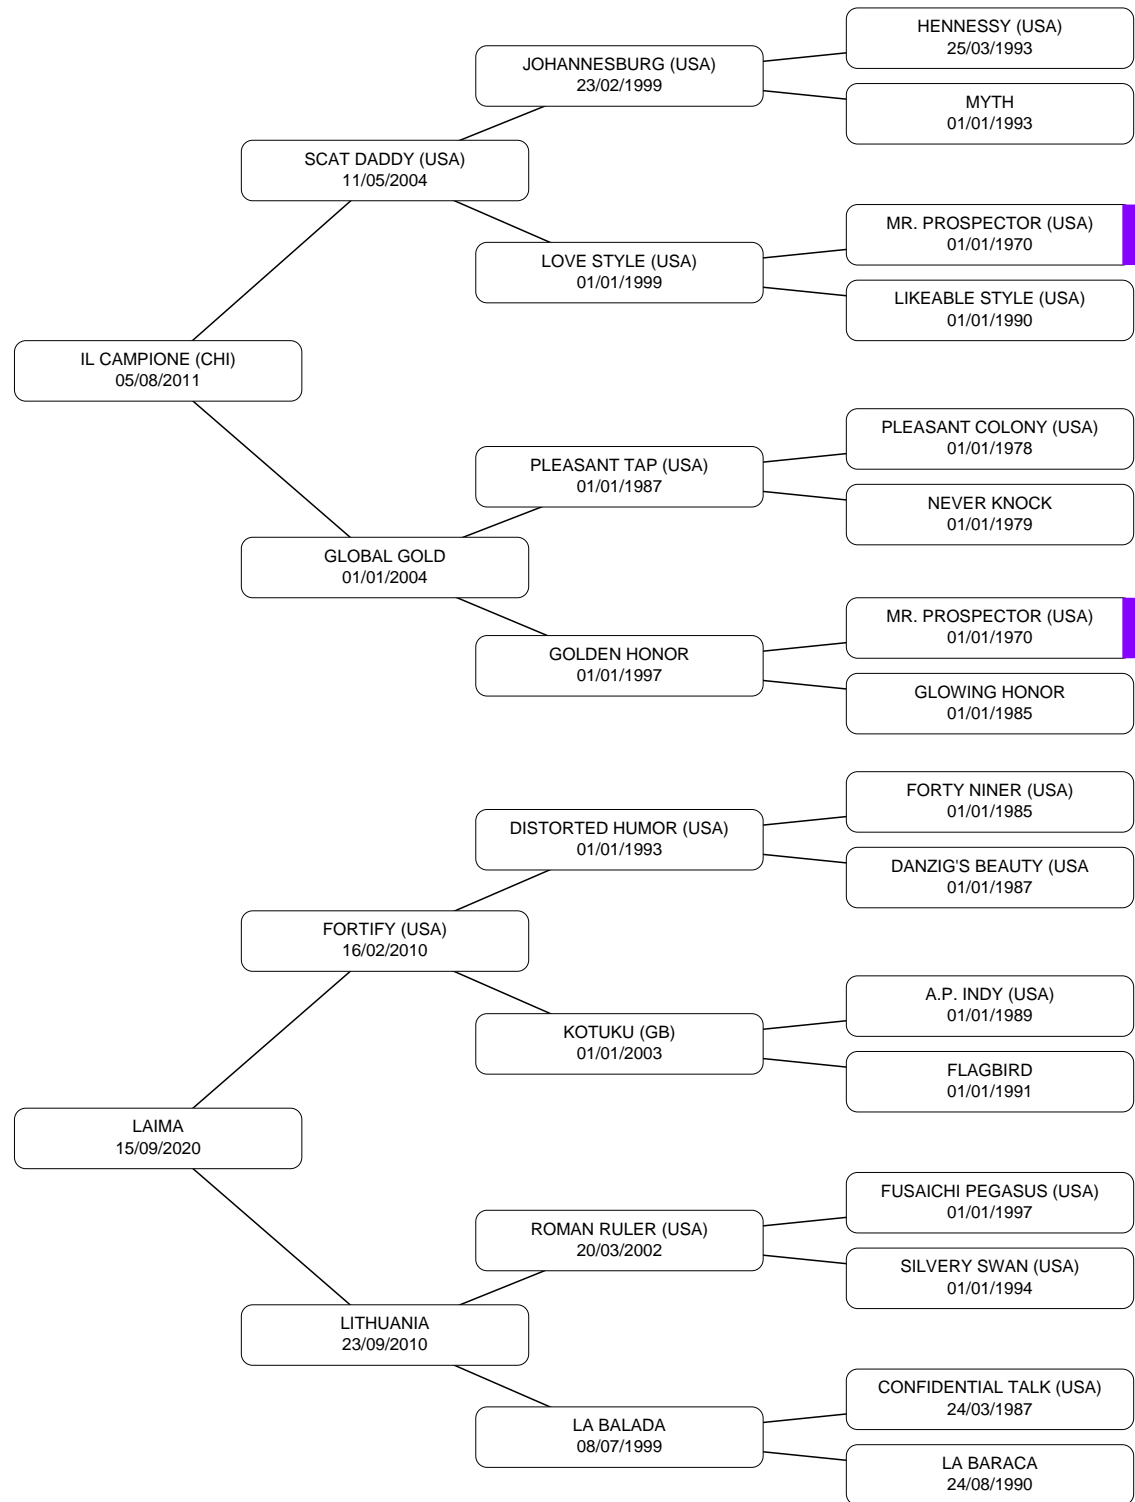 HENNESSY (USA)
25/03/1993
JOHANNESBURG (USA)
23/02/1999
MYTH
01/01/1993
SCAT DADDY (USA)
11/05/2004
MR. PROSPECTOR (USA)
01/01/1970
LOVE STYLE (USA)
01/01/1999
LIKEABLE STYLE (USA)
01/01/1990
IL CAMPIONE (CHI)
05/08/2011
PLEASANT COLONY (USA)
01/01/1978
PLEASANT TAP (USA)
01/01/1987
NEVER KNOCK
01/01/1979
GLOBAL GOLD
01/01/2004
MR. PROSPECTOR (USA)
01/01/1970
GOLDEN HONOR
01/01/1997
GLOWING HONOR
01/01/1985
FORTY NINER (USA)
01/01/1985
DISTORTED HUMOR (USA)
01/01/1993
DANZIG'S BEAUTY (USA
01/01/1987
FORTIFY (USA)
16/02/2010
A.P. INDY (USA)
01/01/1989
KOTUKU (GB)
01/01/2003
FLAGBIRD
01/01/1991
LAIMA
15/09/2020
FUSAICHI PEGASUS (USA)
01/01/1997
ROMAN RULER (USA)
20/03/2002
SILVERY SWAN (USA)
01/01/1994
LITHUANIA
23/09/2010
CONFIDENTIAL TALK (USA)
24/03/1987
LA BALADA
08/07/1999
LA BARACA
24/08/1990